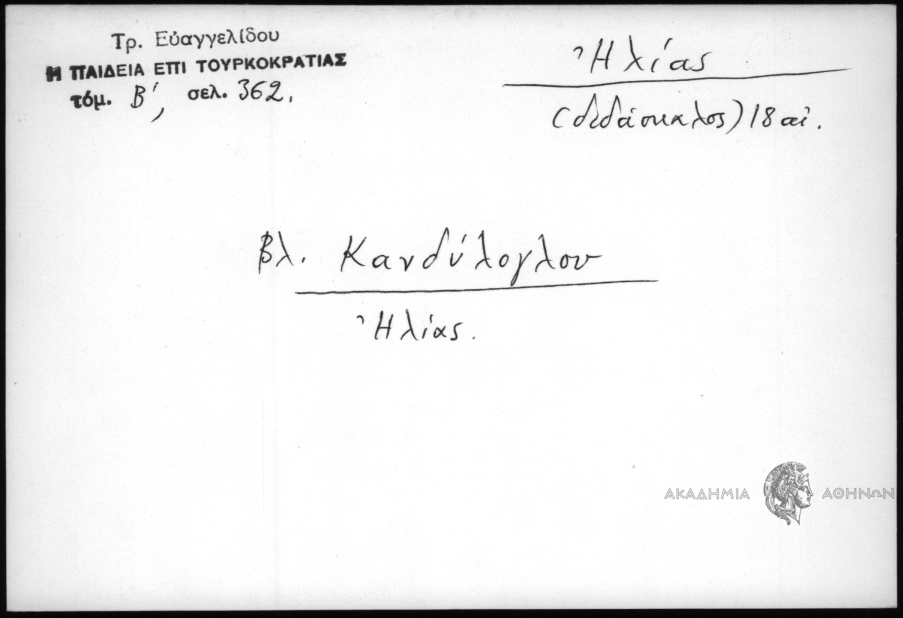 Τρ. Εὐαγγελίδου
Η ΠΑΙΔΕΙΑ ΕΠΙ ΤΟΥΡΚΟΚΡΑΤΙΑΣ
τόμ. Β', σελ. 362.
Ἠλίας
(διδάσκαλος) 18 αἰ.
βλ. Κανδύλογλου
Ἠλίας.
ΑΚΑΔΗΜΙΑ ΑΘΗΝΩΝ